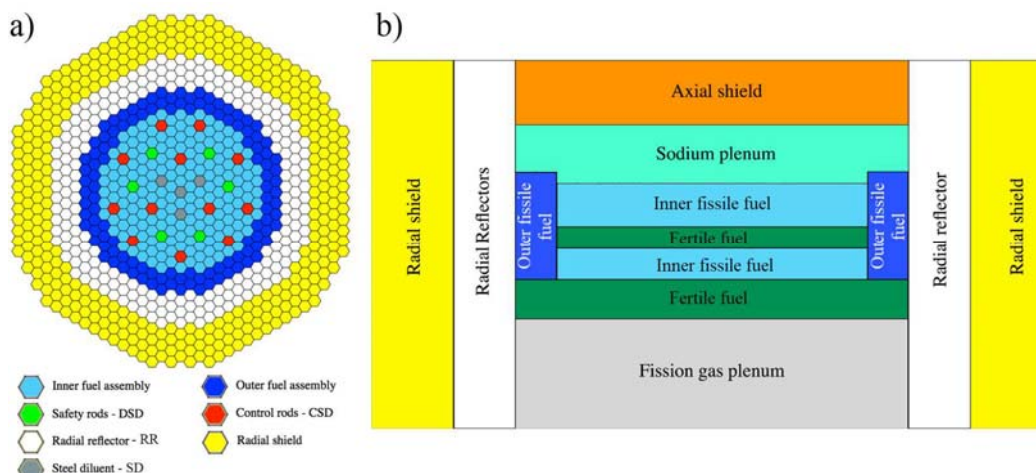 a)
Inner fuel assembly
Outer fuel assembly
Safety rods - DSD
Control rods - CSD
Radial reflector - RR
Radial shield
Steel diluent - SD
b)
Radial shield
Radial Reflectors
Axial shield
Sodium plenum
Outer fissile
fuel
Inner fissile fuel
Fertile fuel
Inner fissile fuel
Outer fissile
fuel
Fertile fuel
Fission gas plenum
Radial reflector
Radial shield